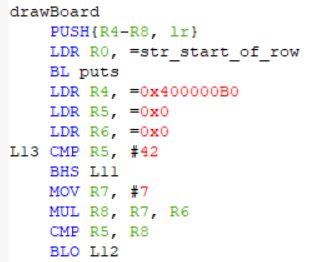 drawBoard
PUSH{R4-R8, lr}
LDR R0, =str_start_of_row
BL puts
LDR R4, =0x400000B0
LDR R5, =0x0
LDR R6, =0x0
L13 CMP R5, #42
BHS L11
MOV R7, #7
MUL R8, R7, R6
CMP R5, R8
BLO L12